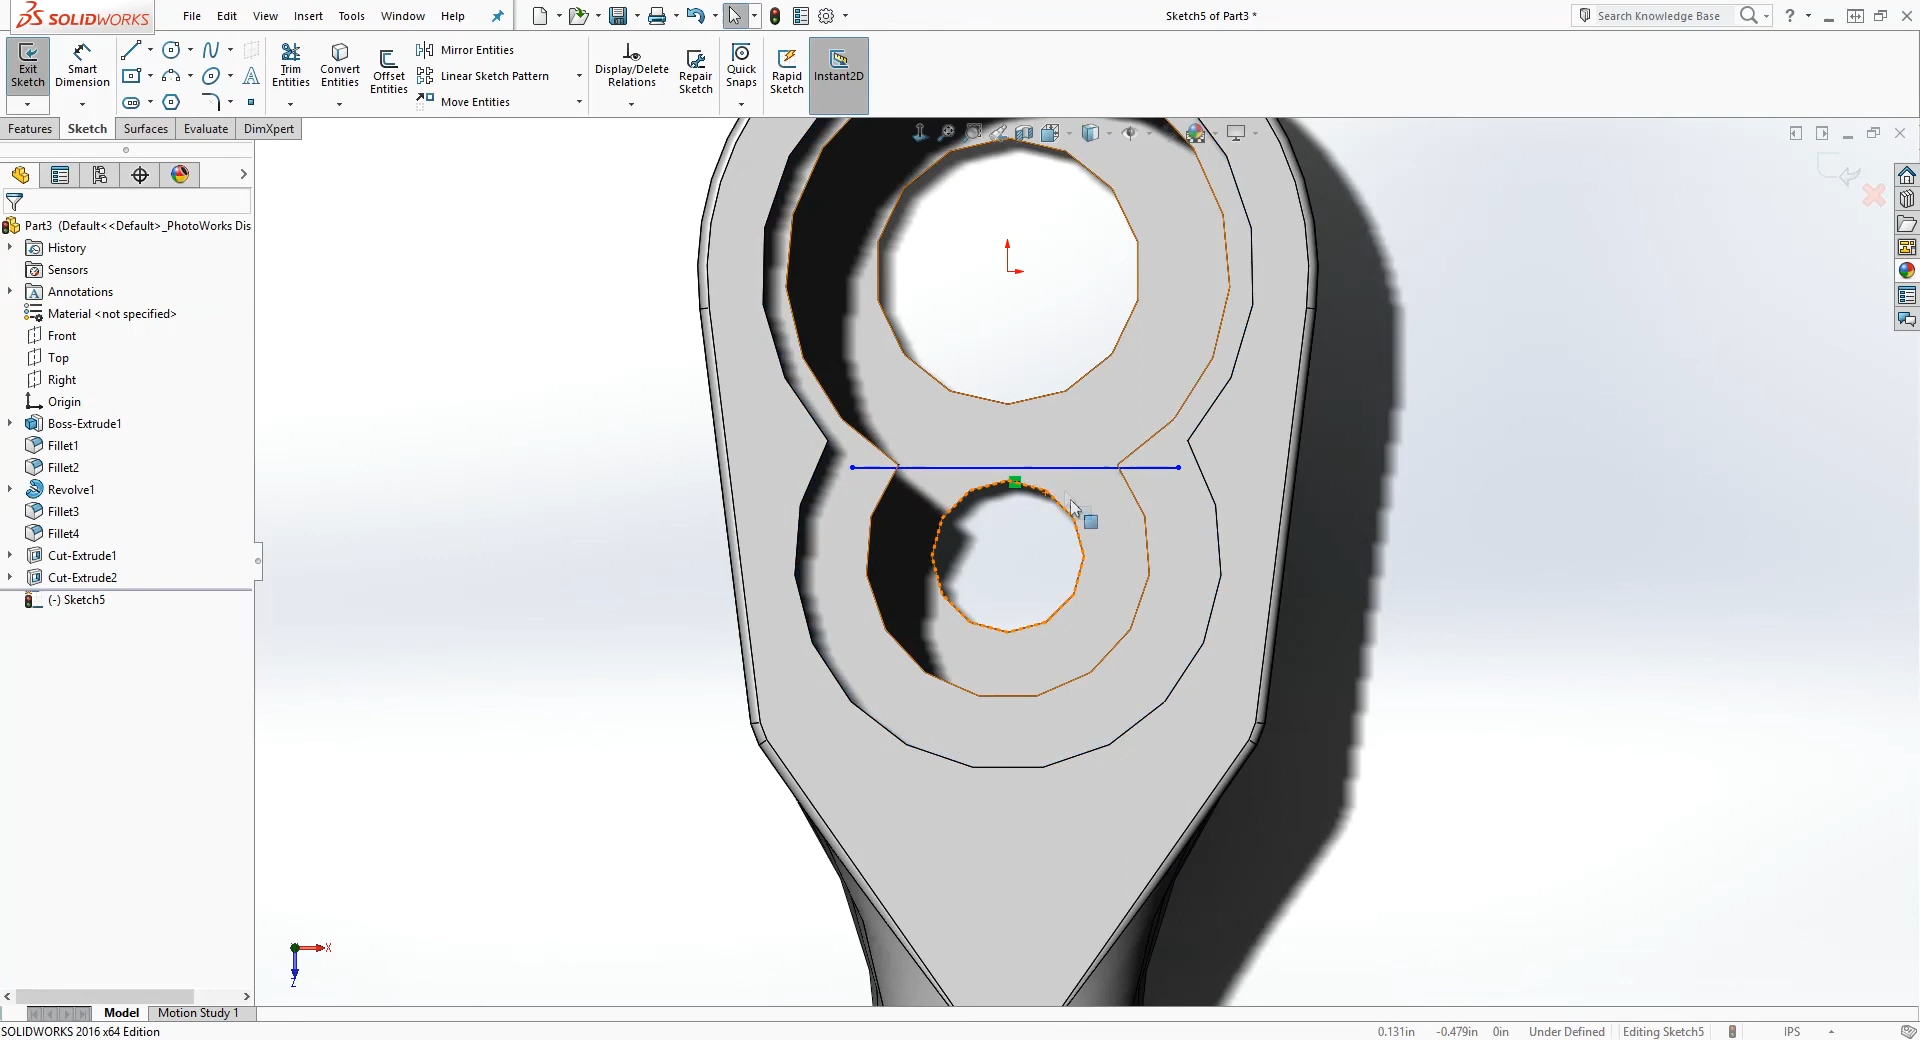 SOLIDWORKS
File Edit View Insert Tools Window Help
Sketch5 of Part3 *
Search Knowledge Base
?
Exit Sketch
Smart Dimension
Trim Entities
Convert Entities
Offset Entities
Mirror Entities
Linear Sketch Pattern
Move Entities
Display/Delete Relations
Repair Sketch
Quick Snaps
Rapid Sketch
Instant2D
Features Sketch Surfaces Evaluate DimXpert
Part3 (Default<<Default>_PhotoWorks Dis
History
Sensors
Annotations
Material <not specified>
Front
Top
Right
Origin
Boss-Extrude1
Fillet1
Fillet2
Revolve1
Fillet3
Fillet4
Cut-Extrude1
Cut-Extrude2
(-) Sketch5
X
Z
Model Motion Study 1
SOLIDWORKS 2016 x64 Edition
0.131in -0.479in 0in Under Defined Editing Sketch5 IPS